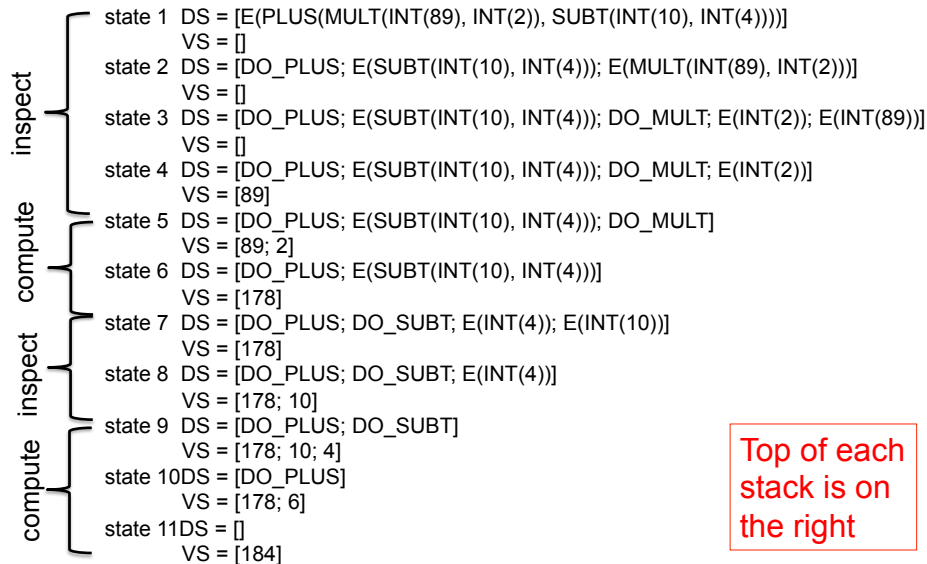 inspect
compute
inspect
compute
state 1 DS = [E(PLUS(MULT(INT(89), INT(2)), SUBT(INT(10), INT(4))))]
VS = []
state 2 DS = [DO_PLUS; E(SUBT(INT(10), INT(4))); E(MULT(INT(89), INT(2)))]
VS = []
state 3 DS = [DO_PLUS; E(SUBT(INT(10), INT(4))); DO_MULT; E(INT(2)); E(INT(89))]
VS = []
state 4 DS = [DO_PLUS; E(SUBT(INT(10), INT(4))); DO_MULT; E(INT(2))]
VS = [89]
state 5 DS = [DO_PLUS; E(SUBT(INT(10), INT(4))); DO_MULT]
VS = [89; 2]
state 6 DS = [DO_PLUS; E(SUBT(INT(10), INT(4)))]
VS = [178]
state 7 DS = [DO_PLUS; DO_SUBT; E(INT(4)); E(INT(10))]
VS = [178]
state 8 DS = [DO_PLUS; DO_SUBT; E(INT(4))]
VS = [178; 10]
state 9 DS = [DO_PLUS; DO_SUBT]
VS = [178; 10; 4]
state 10DS = [DO_PLUS]
VS = [178; 6]
state 11DS = []
VS = [184]
Top of each
stack is on
the right